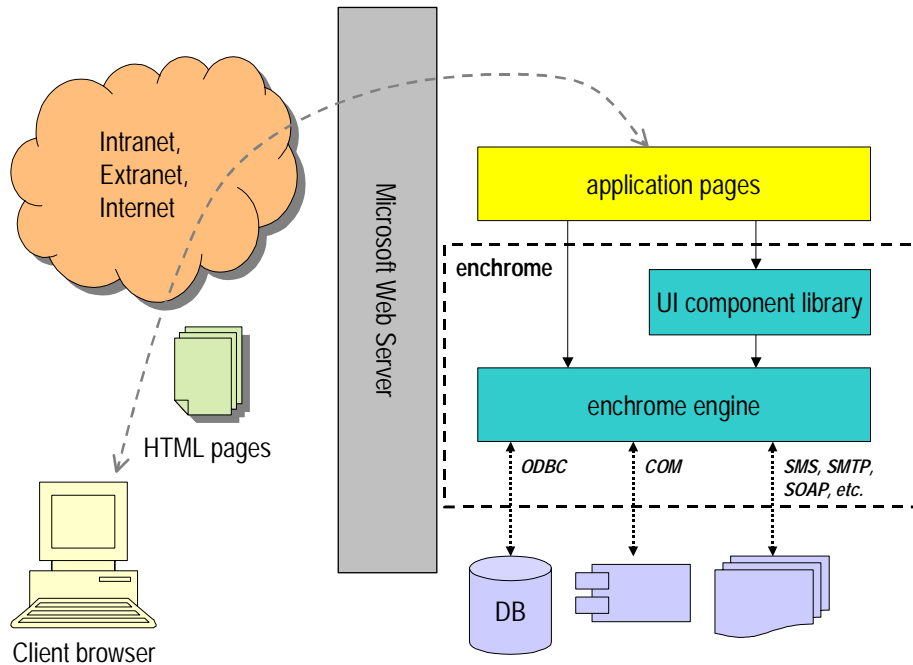 Intranet,
Extranet,
Internet
Microsoft Web Server
application pages
enchrome
UI component library
enchrome engine
HTML pages
ODBC
COM
SMS, SMTP,
SOAP, etc.
DB
Client browser